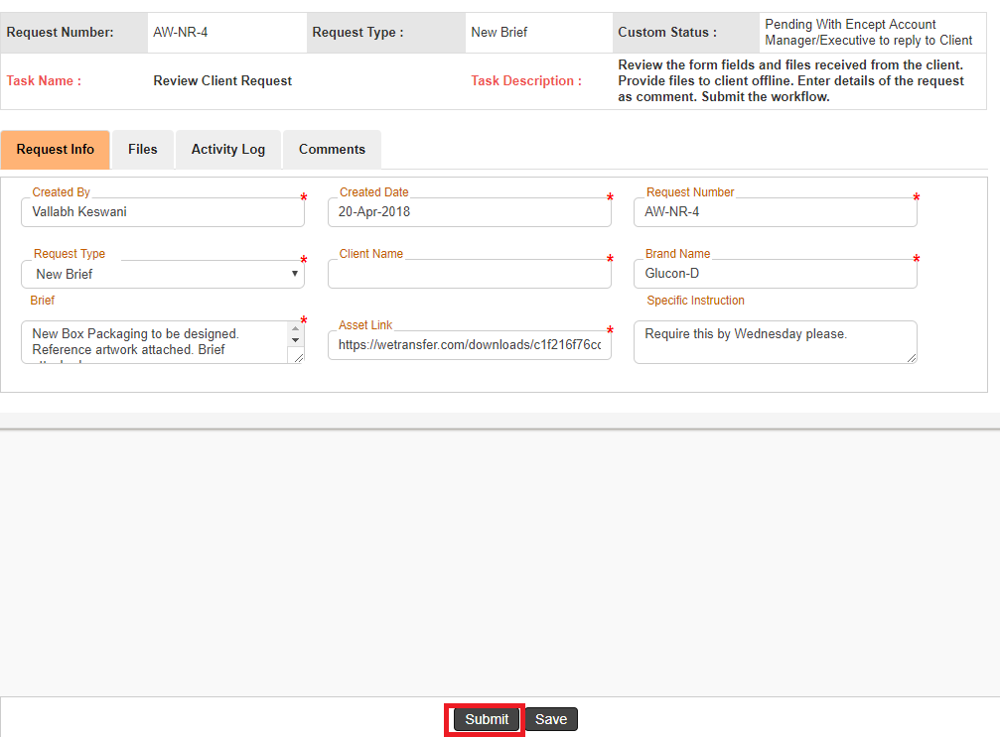 Request Number: AW-NR-4 Request Type : New Brief Custom Status : Pending With Encept Account
Manager/Executive to reply to Client
Task Name : Review Client Request Task Description : Review the form fields and files received from the client.
Provide files to client offline. Enter details of the request
as comment. Submit the workflow.
Request Info Files Activity Log Comments
Created By * Created Date * Request Number *
Vallabh Keswani 20-Apr-2018 AW-NR-4
Request Type * Client Name * Brand Name *
New Brief Glucon-D
Brief * Specific Instruction
New Box Packaging to be designed.
Reference artwork attached. Brief
Asset Link *
https://wetransfer.com/downloads/c1f216f76cc
Require this by Wednesday please.
Submit Save